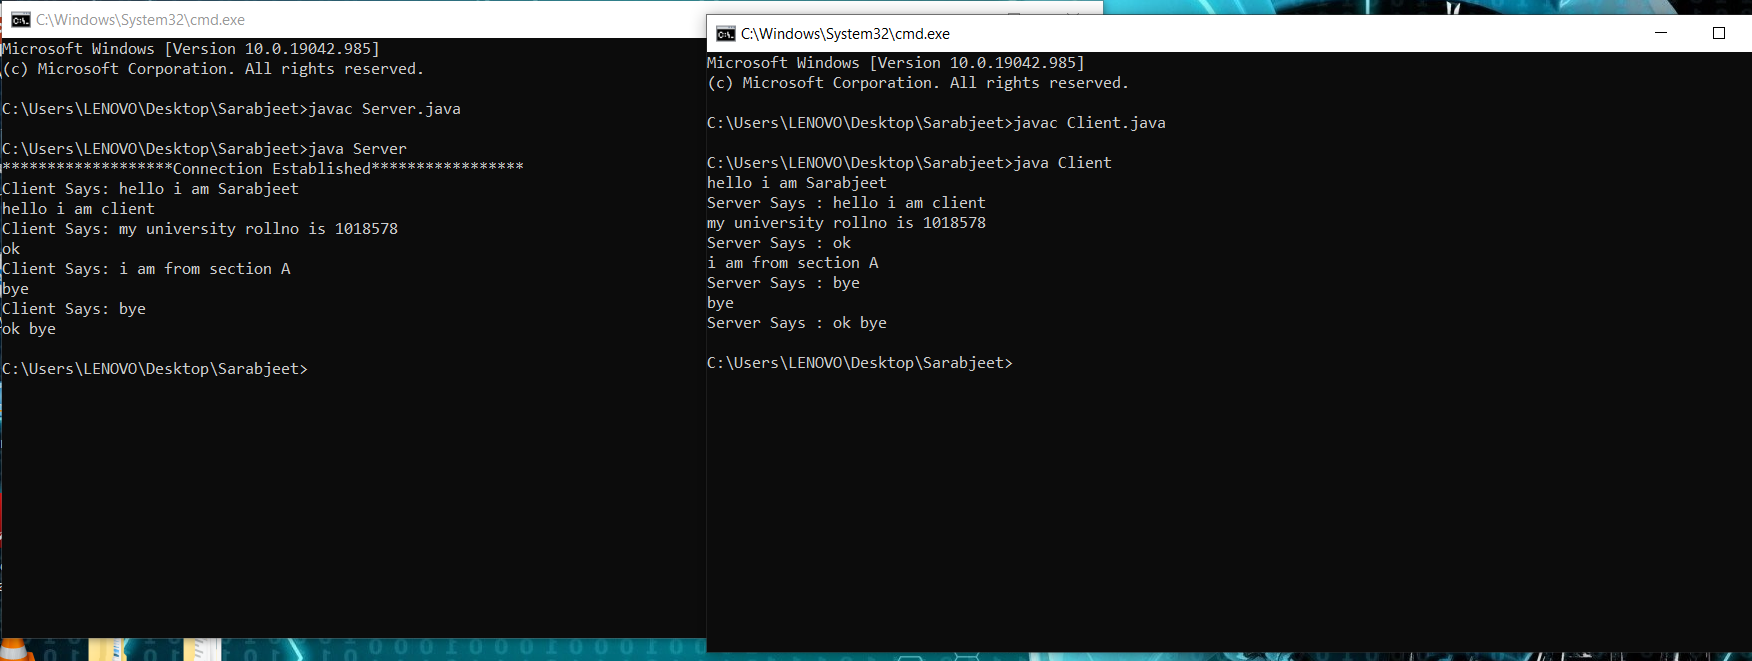 C:\Windows\System32\cmd.exe
Microsoft Windows [Version 10.0.19042.985]
(c) Microsoft Corporation. All rights reserved.
C:\Users\LENOVO\Desktop\Sarabjeet>javac Server.java
C:\Users\LENOVO\Desktop\Sarabjeet>java Server
*******************Connection Established*****************
Client Says: hello i am Sarabjeet
hello i am client
Client Says: my university rollno is 1018578
ok
Client Says: i am from section A
bye
Client Says: bye
ok bye
C:\Users\LENOVO\Desktop\Sarabjeet>
C:\Windows\System32\cmd.exe
Microsoft Windows [Version 10.0.19042.985]
(c) Microsoft Corporation. All rights reserved.
C:\Users\LENOVO\Desktop\Sarabjeet>javac Client.java
C:\Users\LENOVO\Desktop\Sarabjeet>java Client
hello i am Sarabjeet
Server Says : hello i am client
my university rollno is 1018578
Server Says : ok
i am from section A
Server Says : bye
bye
Server Says : ok bye
C:\Users\LENOVO\Desktop\Sarabjeet>